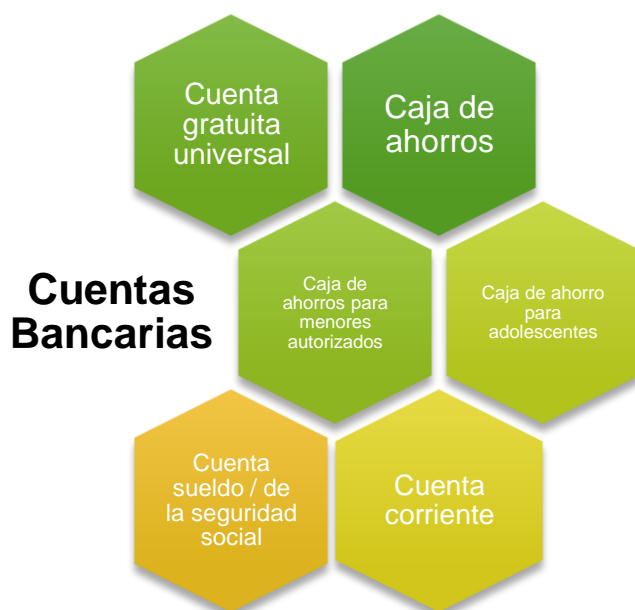 Cuenta
gratuita
universal
Caja de
ahorros
Cuentas
Bancarias
Caja de
ahorros para
menores
autorizados
Caja de ahorro
para
adolescentes
Cuenta
sueldo / de
la seguridad
social
Cuenta
corriente